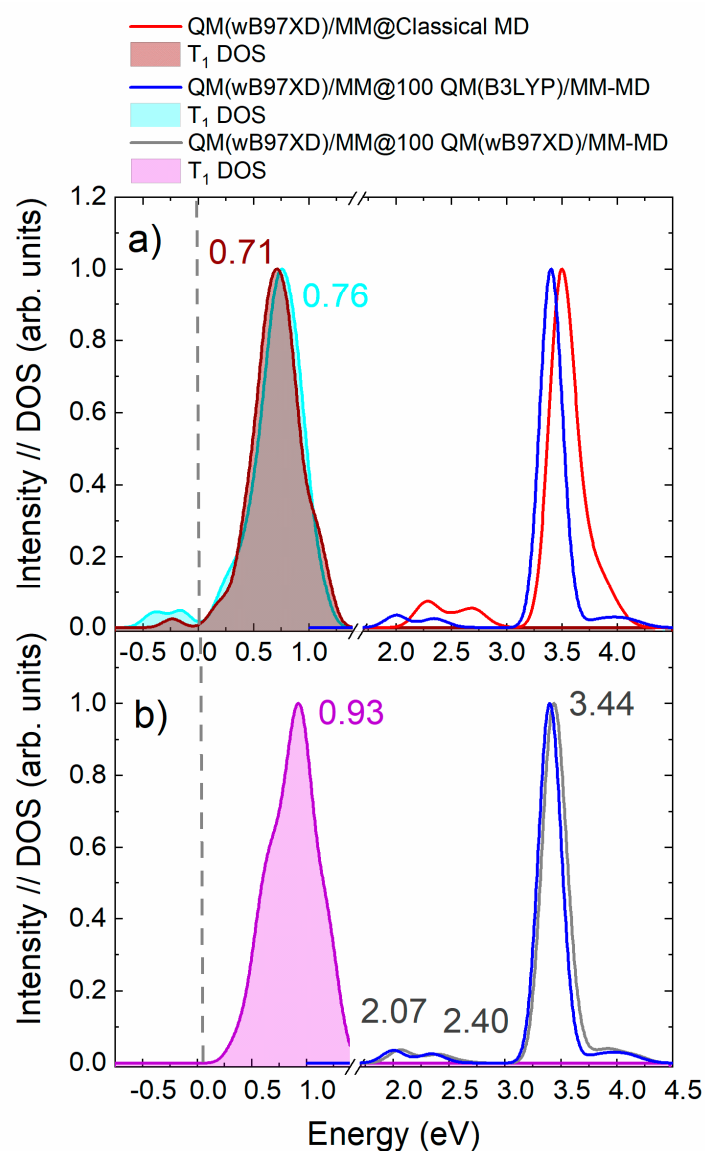 QM(wB97XD)/MM@Classical MD
T₁ DOS
QM(wB97XD)/MM@100 QM(B3LYP)/MM-MD
T₁ DOS
QM(wB97XD)/MM@100 QM(wB97XD)/MM-MD
T₁ DOS
a)
0.71
0.76
1.2
1.0
0.8
0.6
0.4
0.2
0.0
Intensity // DOS (arb. units)
-0.5 0.0 0.5 1.0 2.0 2.5 3.0 3.5 4.0
b)
0.93
3.44
2.07
2.40
1.0
0.8
0.6
0.4
0.2
0.0
Intensity // DOS (arb. units)
-0.5 0.0 0.5 1.0 2.0 2.5 3.0 3.5 4.0 4.5
Energy (eV)